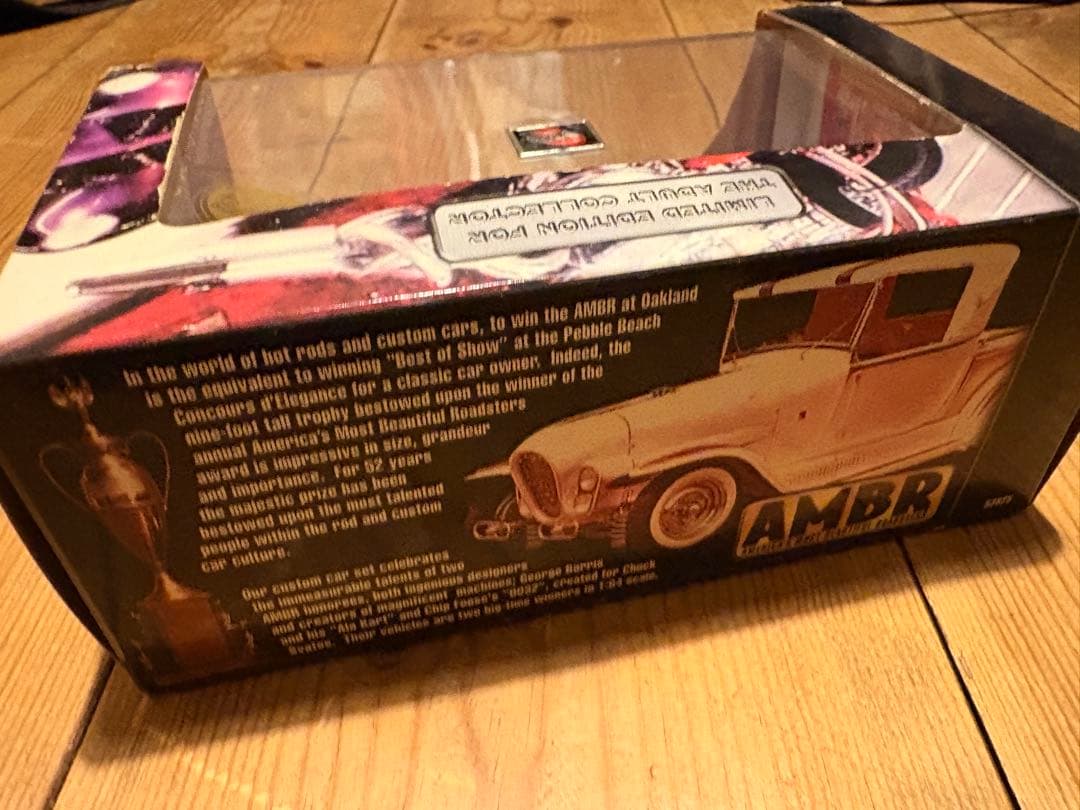 LIMITED EDITION FOR
THE ADULT COLLECTOR
In the world of hot rods and custom cars, to win the AMBR at Oakland
is the equivalent to winning "Best of Show" at the Pebble Beach
Concours d'Elegance for a classic car owner. Indeed, the
nine-foot tall trophy bestowed upon the winner of the
annual America's Most Beautiful Roadsters
award is impressive in size, grandeur
and importance. For 52 years
the majestic prize has been
bestowed upon the most talented
people within the rod and custom
car culture.
Our custom car set celebrates
the immeasurable talents of two
AMBR honorees, both ingenious designers
and creators of magnificent machines: George Barris
and his "Ala Kart" and Chip Foose's "0032", created for Chuck
Svatos. Their vehicles are two big time winners in 1:64 scale.
AMBR
AMERICA'S MOST BEAUTIFUL ROADSTERS